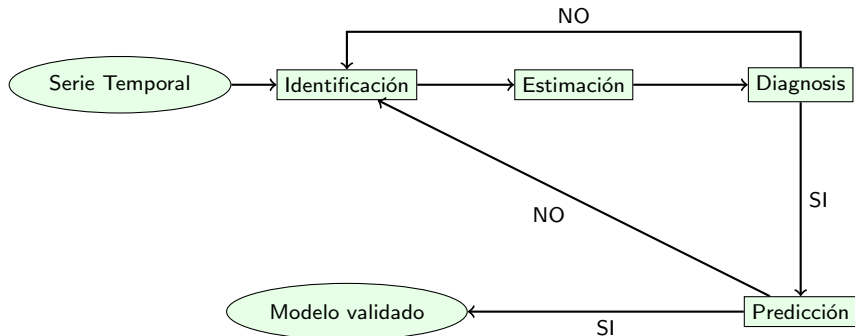 NO
Serie Temporal
Identificación
Estimación
Diagnosis
SI
NO
Modelo validado
SI
Predicción